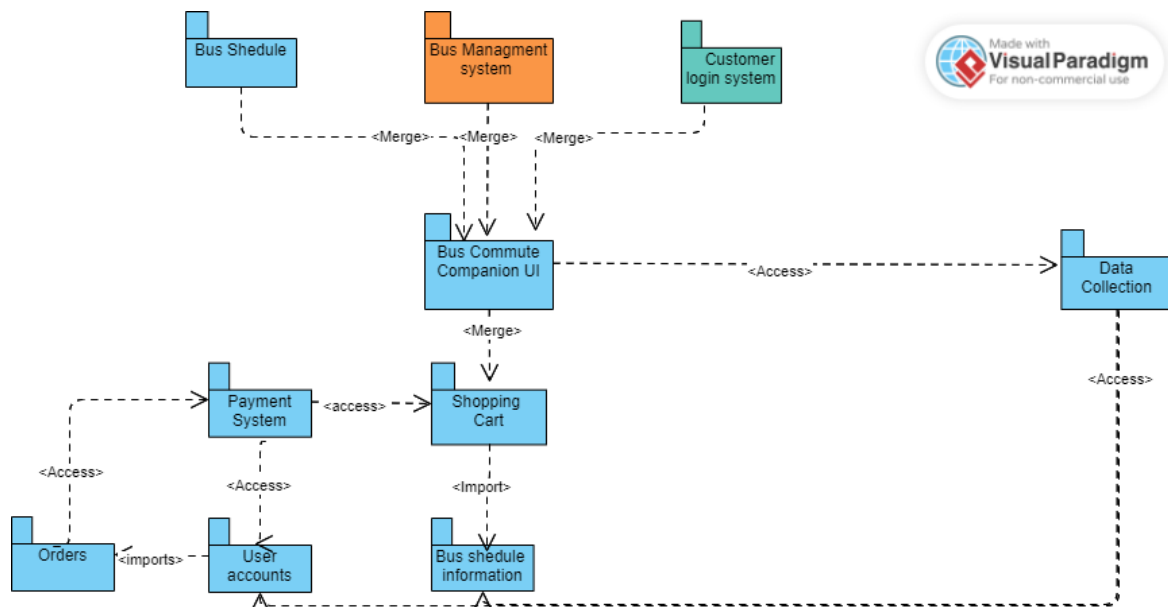 Bus Shedule
Bus Managment
system
Customer
login system
Made with
VisualParadigm
For non-commercial use
<Merge>
<Merge>
<Merge>
Bus Commute
Companion UI
<Access>
Data
Collection
<Merge>
Payment
System
<access>
Shopping
Cart
<Access>
<Access>
<Access>
<Import>
Orders
<imports>
User
accounts
Bus shedule
information